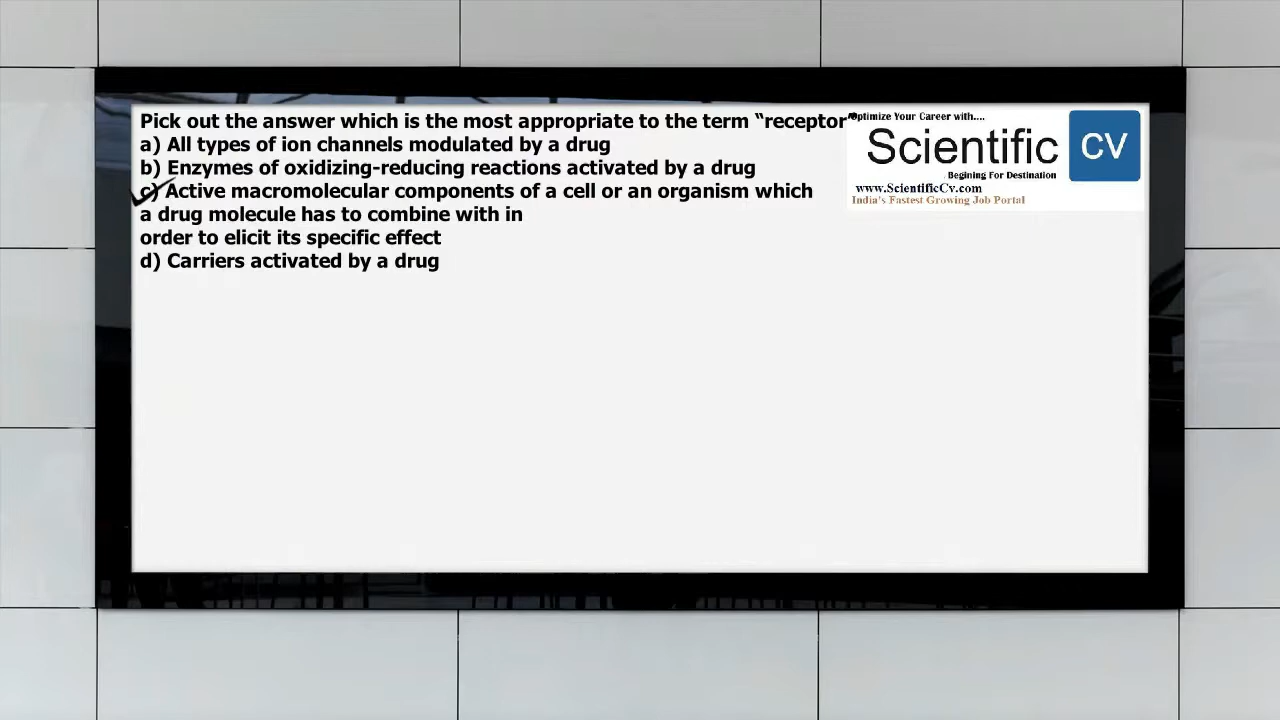 Pick out the answer which is the most appropriate to the term “receptor”
a) All types of ion channels modulated by a drug
b) Enzymes of oxidizing-reducing reactions activated by a drug
c) Active macromolecular components of a cell or an organism which
a drug molecule has to combine with in
order to elicit its specific effect
d) Carriers activated by a drug
Optimize Your Career with....
Scientific CV
Begining For Destination
www.ScientificCv.com
India's Fastest Growing Job Portal